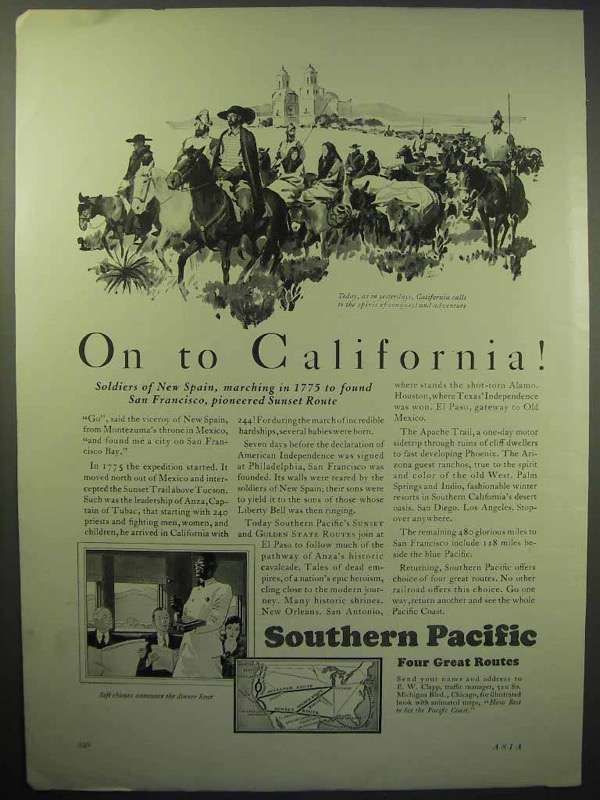 Today, as in yesterdays, California calls
to the spirit of conquest and adventure
On to California!
Soldiers of New Spain, marching in 1775 to found
San Francisco, pioneered Sunset Route
"Go", said the viceroy of New Spain,
from Montezuma's throne in Mexico,
"and found me a city on San Fran-
cisco Bay."
In 1775 the expedition started. It
moved north out of Mexico and inter-
cepted the Sunset Trail above Tucson.
Such was the leadership of Anza, Cap-
tain of Tubac, that starting with 240
priests and fighting men, women, and
children, he arrived in California with
244! For during the march of incredible
hardships, several babies were born.
Seven days before the declaration of
American Independence was signed
at Philadelphia, San Francisco was
founded. Its walls were reared by the
soldiers of New Spain; their sons were
to yield it to the sons of those whose
Liberty Bell was then ringing.
Today Southern Pacific's SUNSET
and GOLDEN STATE ROUTES join at
El Paso to follow much of the
pathway of Anza's historic
cavalcade. Tales of dead em-
pires, of a nation's epic heroism,
cling close to the modern jour-
ney. Many historic shrines.
New Orleans. San Antonio,
where stands the shot-torn Alamo.
Houston, where Texas' Independence
was won. El Paso, gateway to Old
Mexico.
The Apache Trail, a one-day motor
sidetrip through ruins of cliff dwellers
to fast developing Phoenix. The Ari-
zona guest ranchos, true to the spirit
and color of the old West. Palm
Springs and Indio, fashionable winter
resorts in Southern California's desert
oasis. San Diego. Los Angeles. Stop-
over anywhere.
The remaining 480 glorious miles to
San Francisco include 128 miles be-
side the blue Pacific.
Returning, Southern Pacific offers
choice of four great routes. No other
railroad offers this choice. Go one
way, return another and see the whole
Pacific Coast.
Soft chimes announce the dinner hour
Southern Pacific
Four Great Routes
Send your name and address to
E. W. Clapp, traffic manager, 310 So.
Michigan Blvd., Chicago, for illustrated
book with animated maps, "How Best
to See the Pacific Coast."
OVERLAND ROUTE
SUNSET ROUTE
ASIA